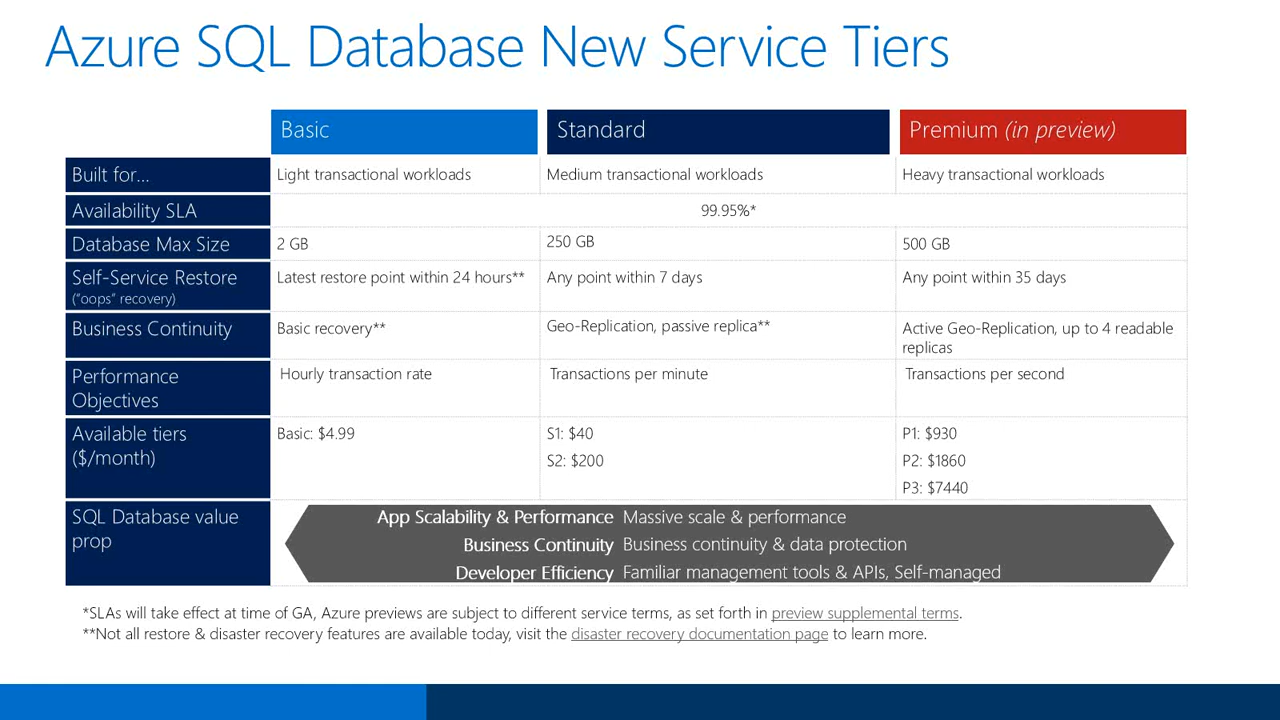 Azure SQL Database New Service Tiers
Basic
Standard
Premium (in preview)
Built for...
Light transactional workloads
Medium transactional workloads
Heavy transactional workloads
Availability SLA
99.95%*
Database Max Size
2 GB
250 GB
500 GB
Self-Service Restore
("oops" recovery)
Latest restore point within 24 hours**
Any point within 7 days
Any point within 35 days
Business Continuity
Basic recovery**
Geo-Replication, passive replica**
Active Geo-Replication, up to 4 readable
replicas
Performance
Objectives
Hourly transaction rate
Transactions per minute
Transactions per second
Available tiers
($/month)
Basic: $4.99
S1: $40
S2: $200
P1: $930
P2: $1860
P3: $7440
SQL Database value
prop
App Scalability & Performance Massive scale & performance
Business Continuity Business continuity & data protection
Developer Efficiency Familiar management tools & APIs, Self-managed
*SLAs will take effect at time of GA, Azure previews are subject to different service terms, as set forth in preview supplemental terms.
**Not all restore & disaster recovery features are available today, visit the disaster recovery documentation page to learn more.